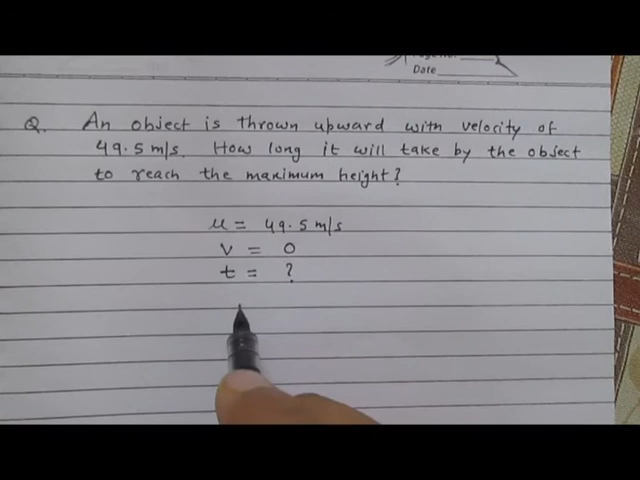 Date
Q. An object is thrown upward with velocity of
49.5 m/s. How long it will take by the object
to reach the maximum height?
u = 49.5 m/s
v = 0
t = ?